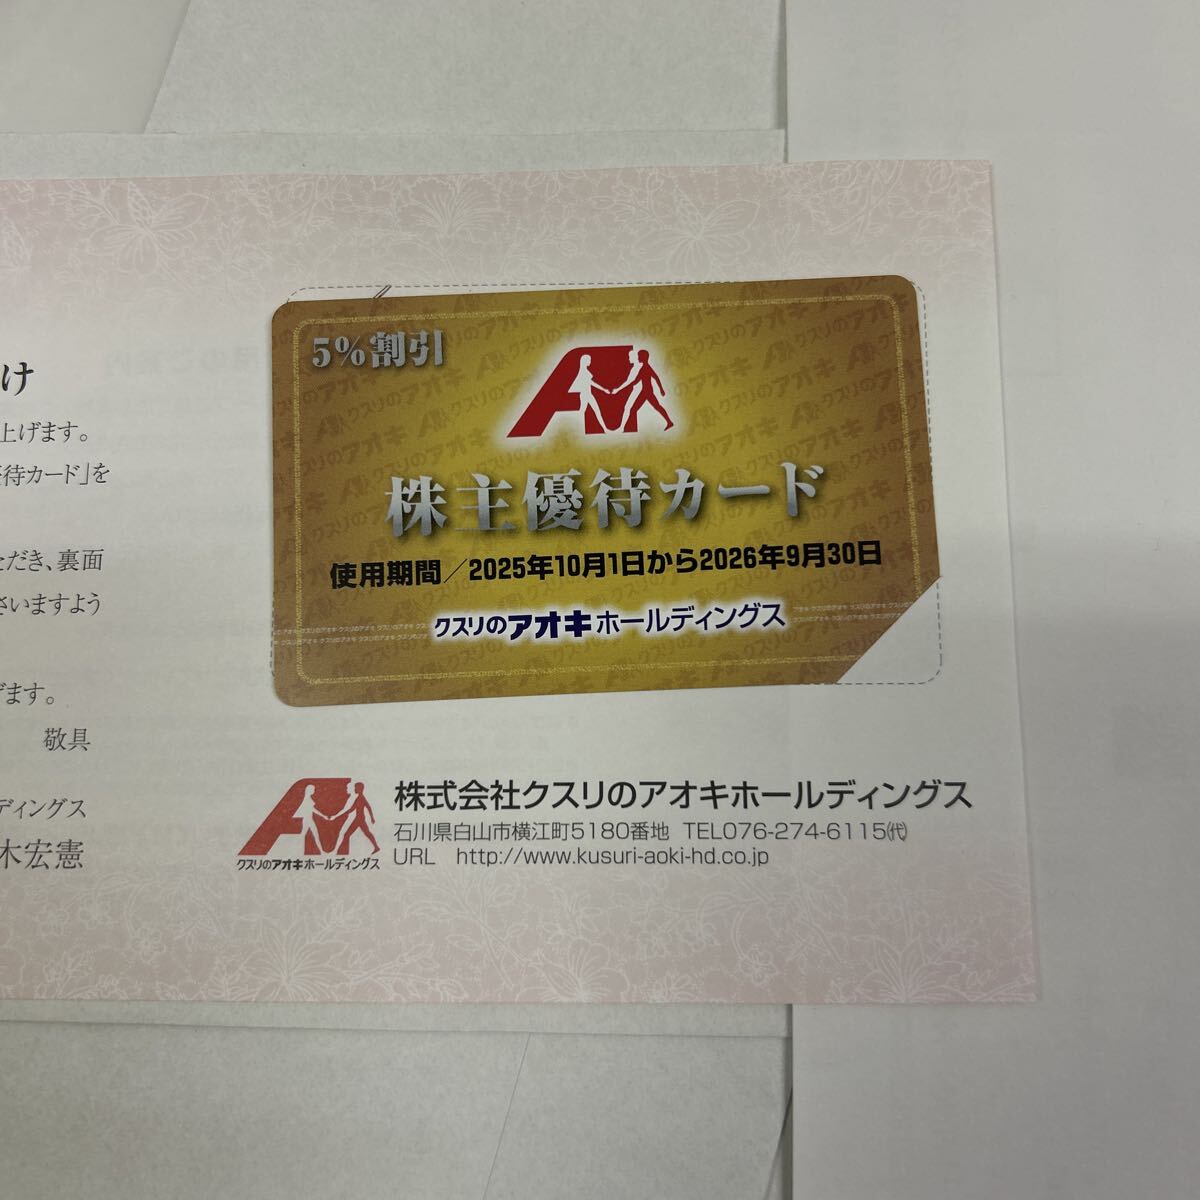 け
上げます。
待カード」を
ただき、裏面
さいますよう
げます。
敬具
ディングス
木宏憲
5%割引
株主優待カード
使用期間／2025年10月1日から2026年9月30日
クスリのアオキホールディングス
クスリのアオキホールディングス
株式会社クスリのアオキホールディングス
石川県白山市横江町5180番地 TEL076-274-6115㈹
URL http://www.kusuri-aoki-hd.co.jp